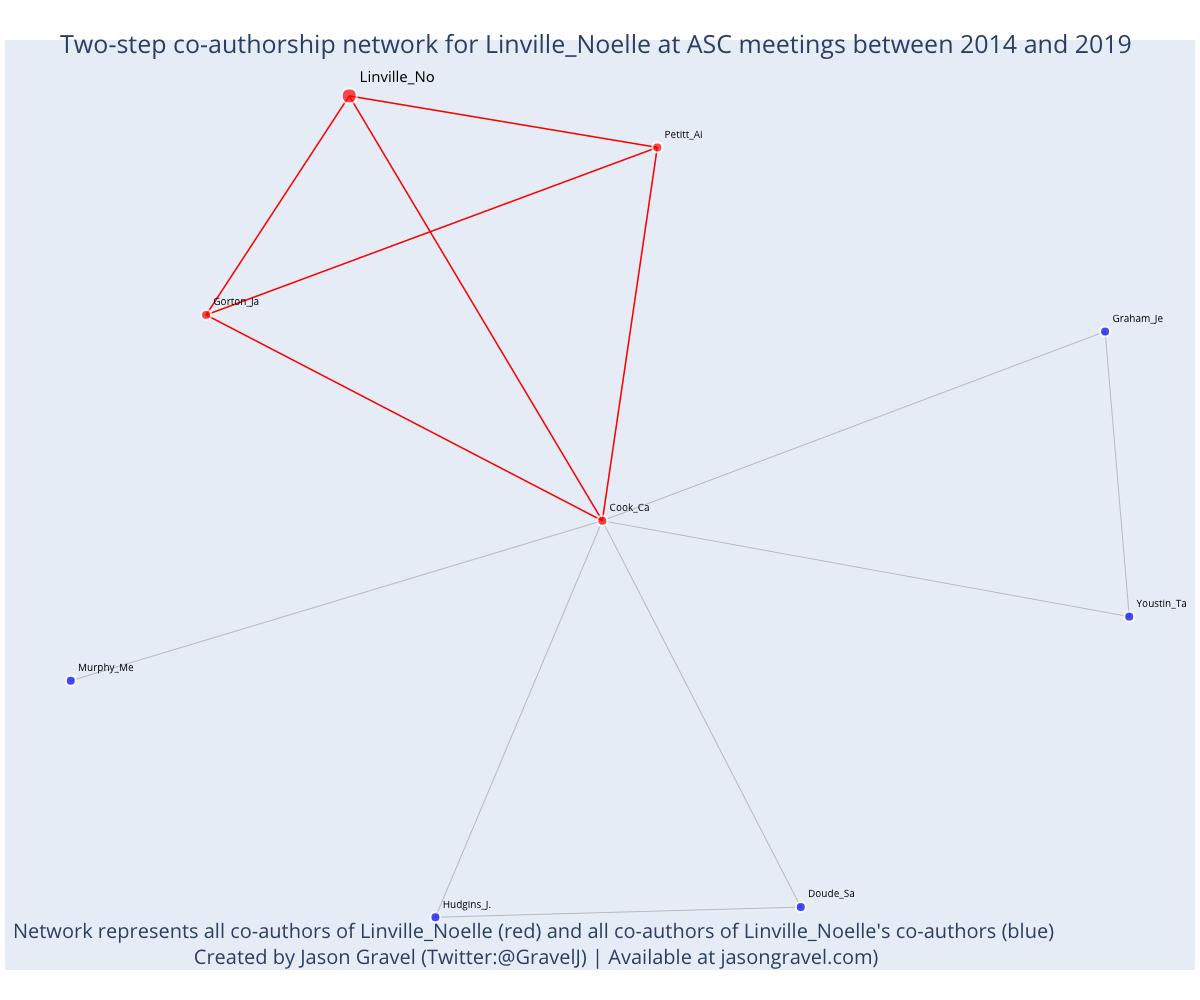 Two-step co-authorship network for Linville_Noelle at ASC meetings between 2014 and 2019
Linville_No
Petitt_Ai
Gorton_Ja
Graham_Je
Cook_Ca
Youstin_Ta
Murphy_Me
Doude_Sa
Hudgins_J.
Network represents all co-authors of Linville_Noelle (red) and all co-authors of Linville_Noelle's co-authors (blue)
Created by Jason Gravel (Twitter:@GravelJ) | Available at jasongravel.com)